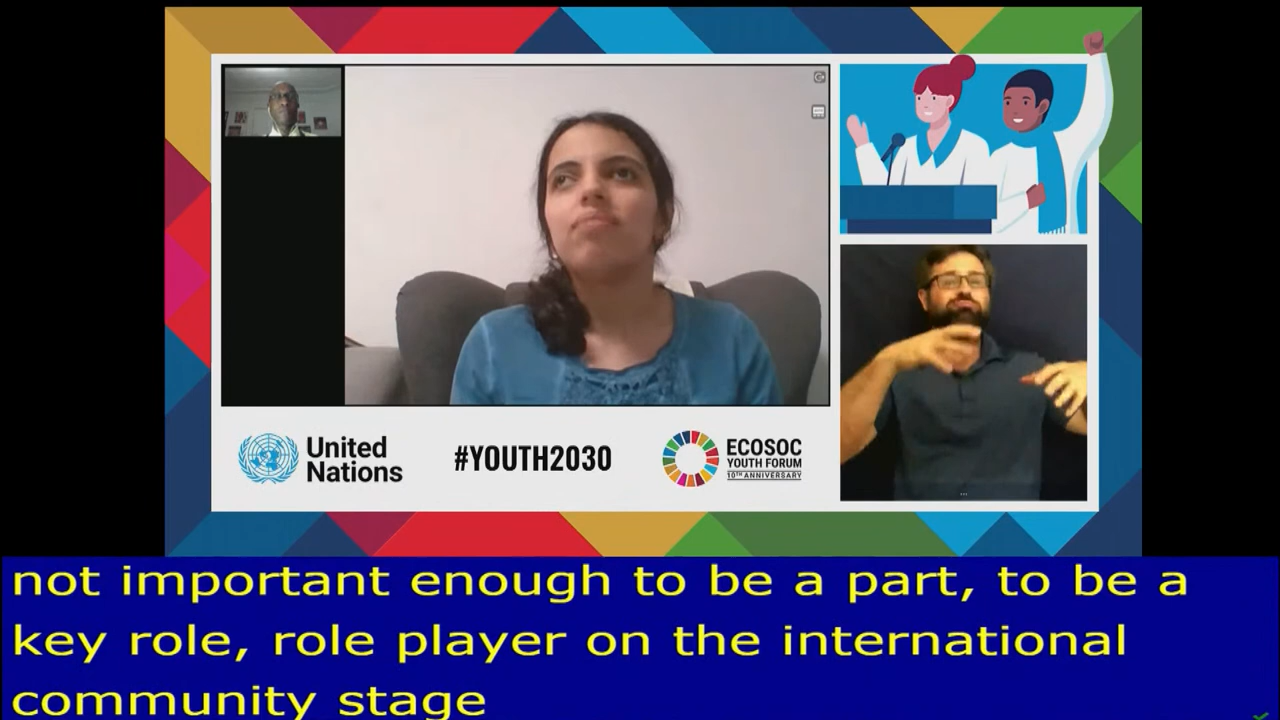 United
Nations
#YOUTH2030
ECOSOC
YOUTH FORUM
10TH ANNIVERSARY
not important enough to be a part, to be a
key role, role player on the international
community stage